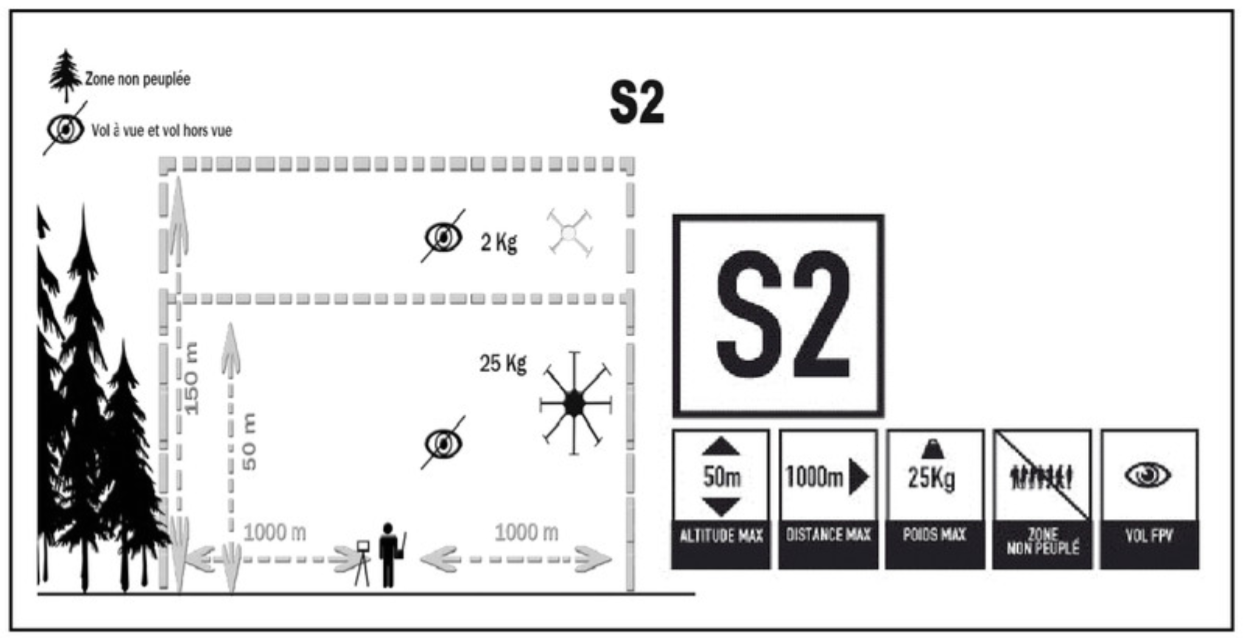 Zone non peuplée
S2
Vol à vue et vol hors vue
2 Kg
150 m
25 Kg
50 m
1000 m
1000 m
S2
50m
ALTITUDE MAX
1000m
DISTANCE MAX
25Kg
POIDS MAX
ZONE
NON PEUPLÉ
VOL FPV